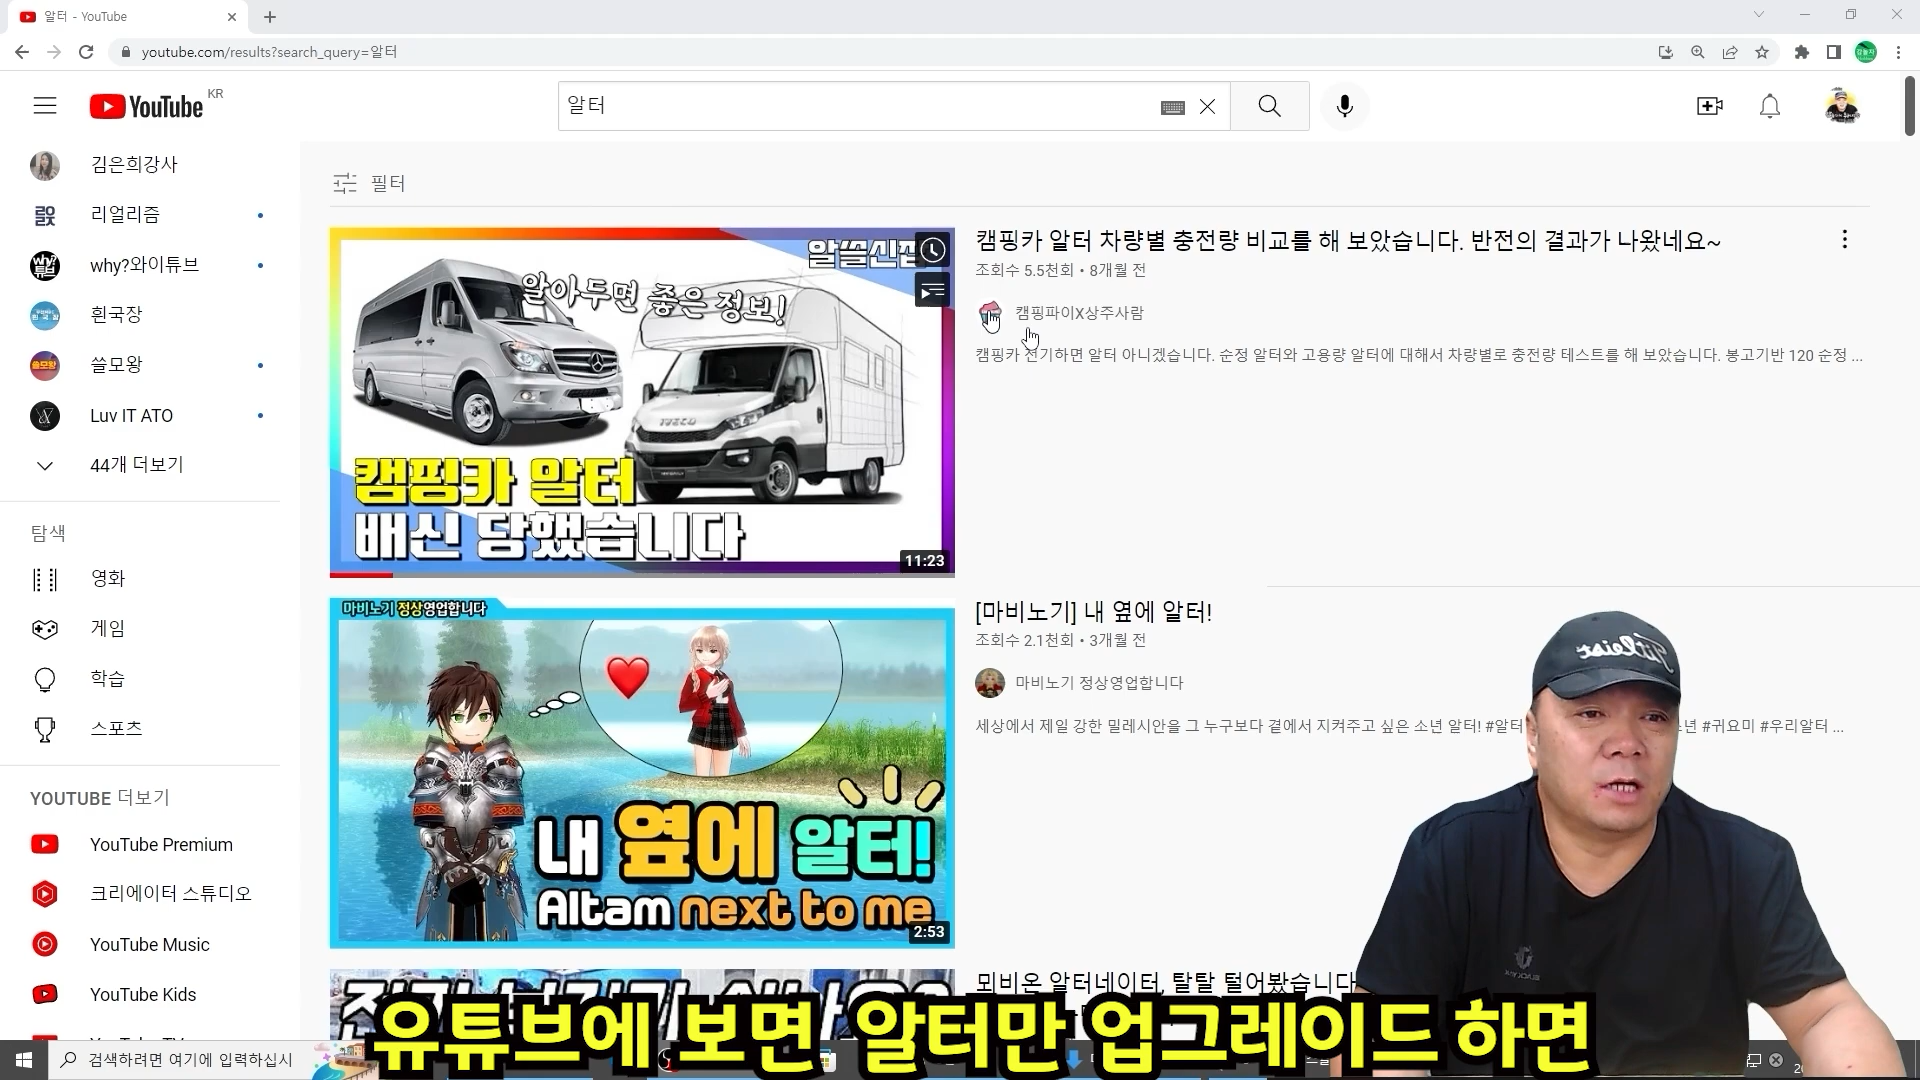 알터 - YouTube
youtube.com/results?search_query=알터
YouTube KR
알터
김은희강사
리얼리즘
why?와이튜브
흰국장
쓸모왕
Luv IT ATO
44개 더보기
탐색
영화
게임
학습
스포츠
YOUTUBE 더보기
YouTube Premium
크리에이터 스튜디오
YouTube Music
YouTube Kids
필터
알쓸신캠
알아두면 좋은 정보!
IVECO
캠핑카 알터
배신 당했습니다
11:23
캠핑카 알터 차량별 충전량 비교를 해 보았습니다. 반전의 결과가 나왔네요~
조회수 5.5천회 • 8개월 전
캠핑파이X상주사람
캠핑카 전기하면 알터 아니겠습니다. 순정 알터와 고용량 알터에 대해서 차량별로 충전량 테스트를 해 보았습니다. 봉고기반 120 순정 ...
마비노기 정상영업합니다
내 옆에 알터!
Altam next to me
2:53
[마비노기] 내 옆에 알터!
조회수 2.1천회 • 3개월 전
마비노기 정상영업합니다
세상에서 제일 강한 밀레시안을 그 누구보다 곁에서 지켜주고 싶은 소년 알터! #알터 #귀요미 #우리알터 ...
Titleist
뫼비온 알터네이터, 탈탈 털어봤습니다
유튜브에 보면 알터만 업그레이드 하면
검색하려면 여기에 입력하십시